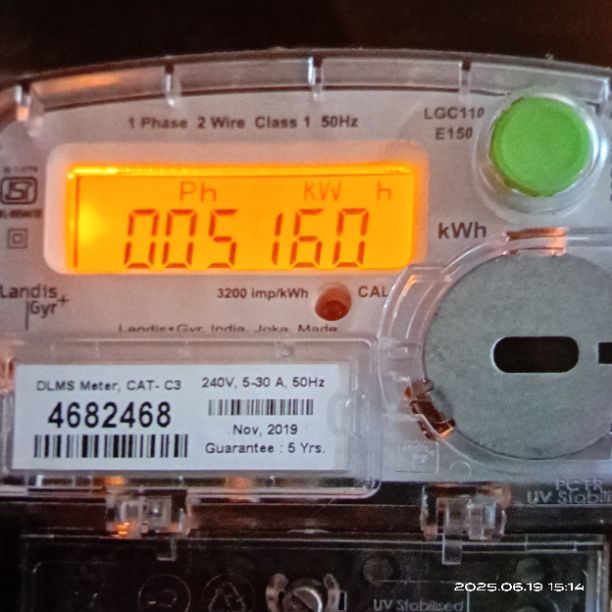 1 Phase 2 Wire Class 1 50Hz
LGC110
E150
Ph kW h
005160
kWh
Landis
Gyr+
3200 imp/kWh
CAL
Landis+Gyr, India, Joka, Made
DLMS Meter, CAT- C3
240V, 5-30 A, 50Hz
4682468
Nov, 2019
Guarantee : 5 Yrs.
UV Stabilised
2025.06.19 15:14